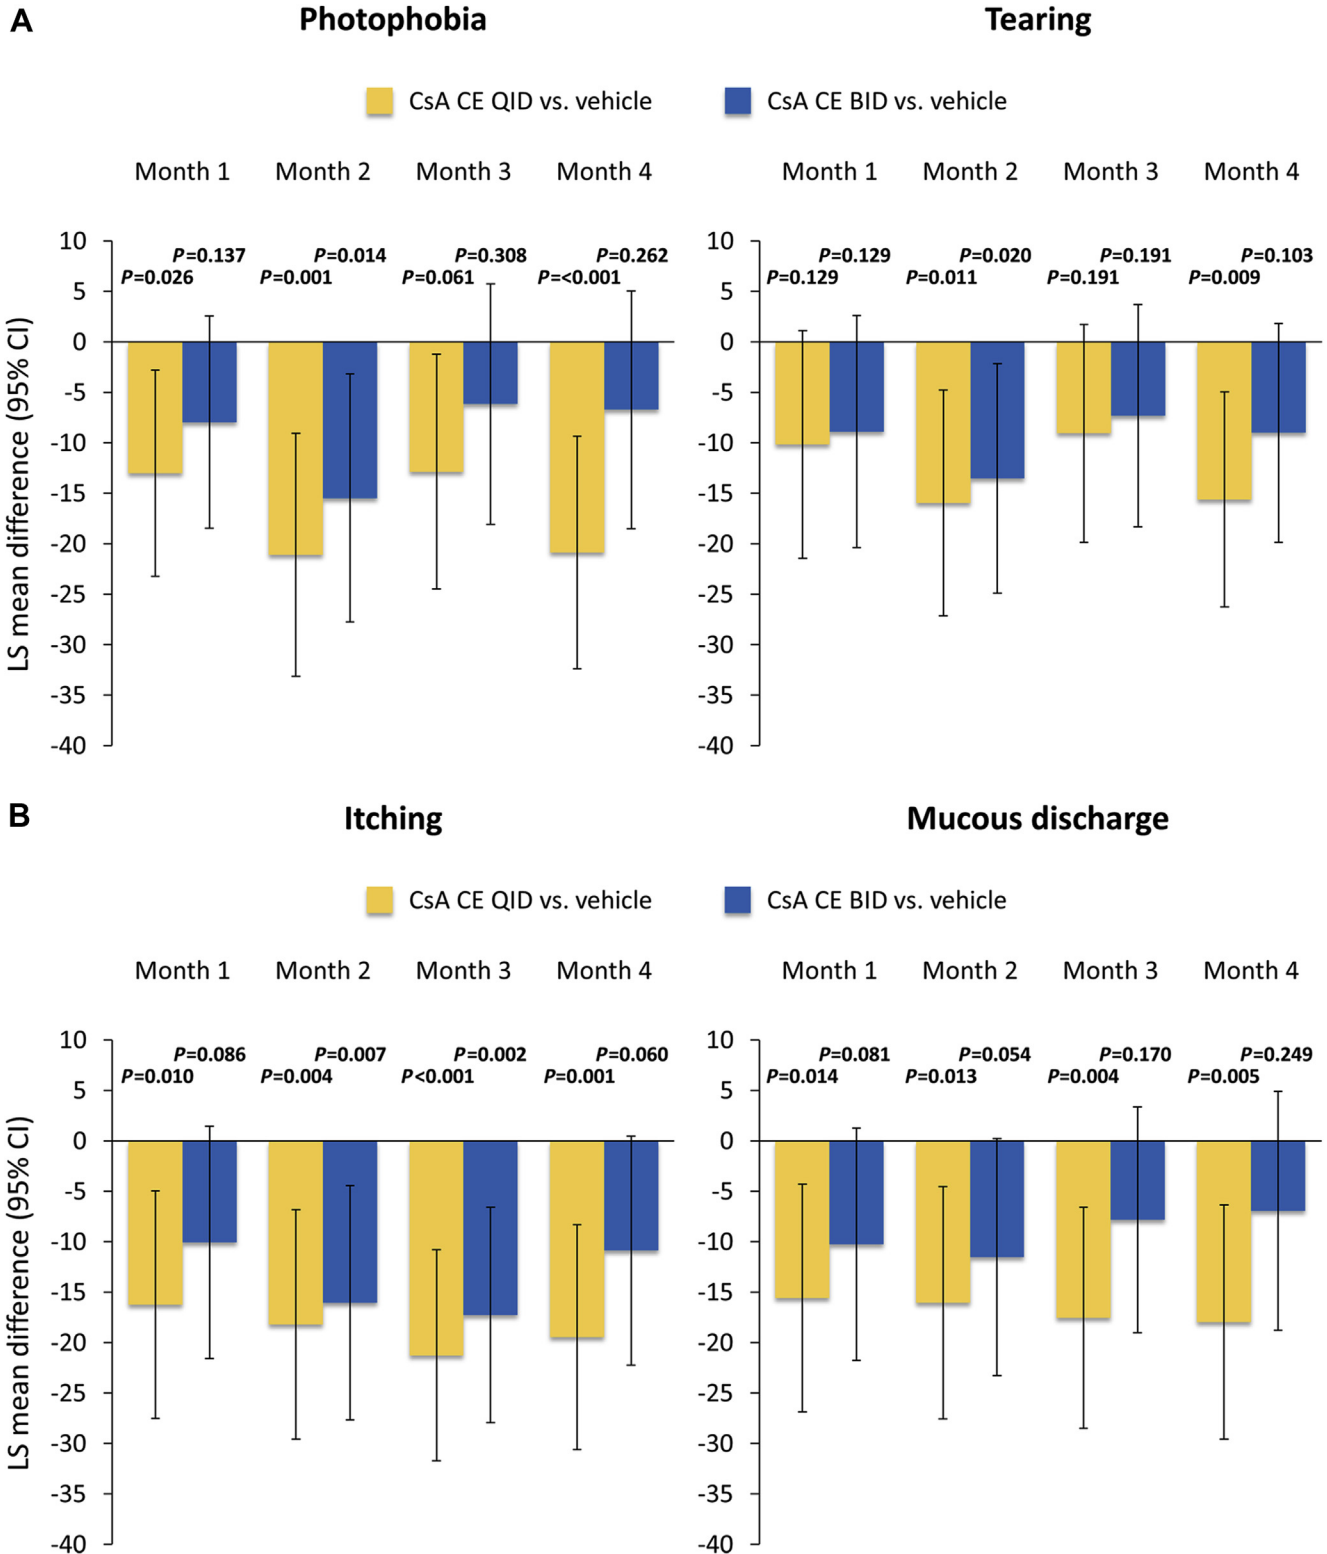 A
Photophobia
Tearing
CsA CE QID vs. vehicle
CsA CE BID vs. vehicle
Month 1 Month 2 Month 3 Month 4
Month 1 Month 2 Month 3 Month 4
LS mean difference (95% CI)
10
5
0
-5
-10
-15
-20
-25
-30
-35
-40
P=0.137 P=0.014 P=0.308 P=0.262
P=0.026 P=0.001 P=0.061 P=<0.001
10
5
0
-5
-10
-15
-20
-25
-30
-35
-40
P=0.129 P=0.020 P=0.191 P=0.103
P=0.129 P=0.011 P=0.191 P=0.009
B
Itching
Mucous discharge
CsA CE QID vs. vehicle
CsA CE BID vs. vehicle
Month 1 Month 2 Month 3 Month 4
Month 1 Month 2 Month 3 Month 4
LS mean difference (95% CI)
10
5
0
-5
-10
-15
-20
-25
-30
-35
-40
P=0.086 P=0.007 P=0.002 P=0.060
P=0.010 P=0.004 P<0.001 P=0.001
10
5
0
-5
-10
-15
-20
-25
-30
-35
-40
P=0.081 P=0.054 P=0.170 P=0.249
P=0.014 P=0.013 P=0.004 P=0.005